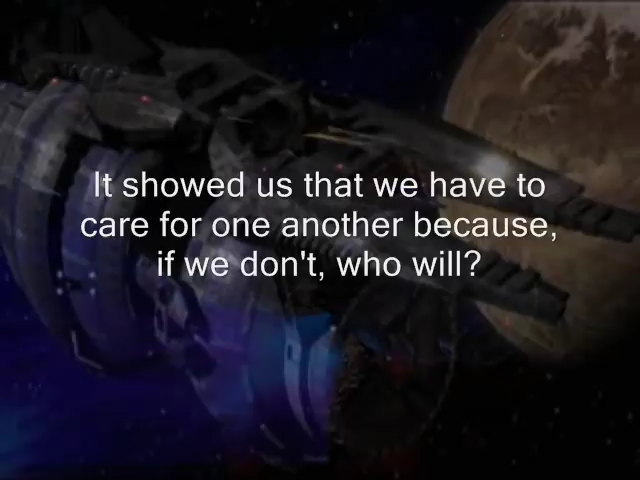 It showed us that we have to
care for one another because,
if we don't, who will?